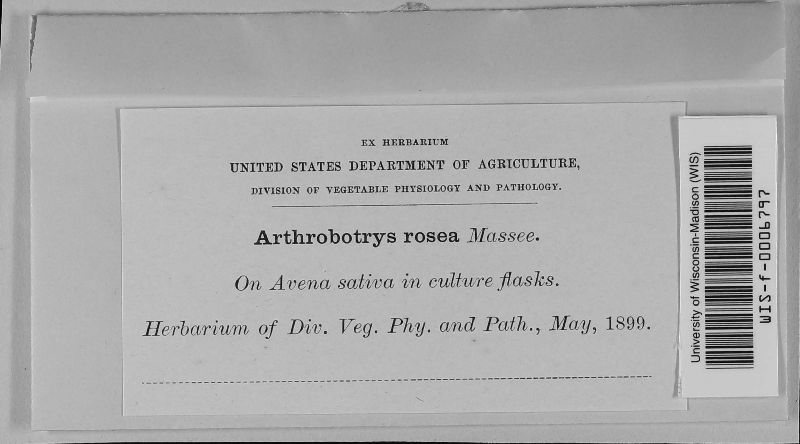 EX HERBARIUM
UNITED STATES DEPARTMENT OF AGRICULTURE,
DIVISION OF VEGETABLE PHYSIOLOGY AND PATHOLOGY.
Arthrobotrys rosea Massee.
On Avena sativa in culture flasks.
Herbarium of Div. Veg. Phy. and Path., May, 1899.
University of Wisconsin-Madison (WIS)
WIS-f-0006797